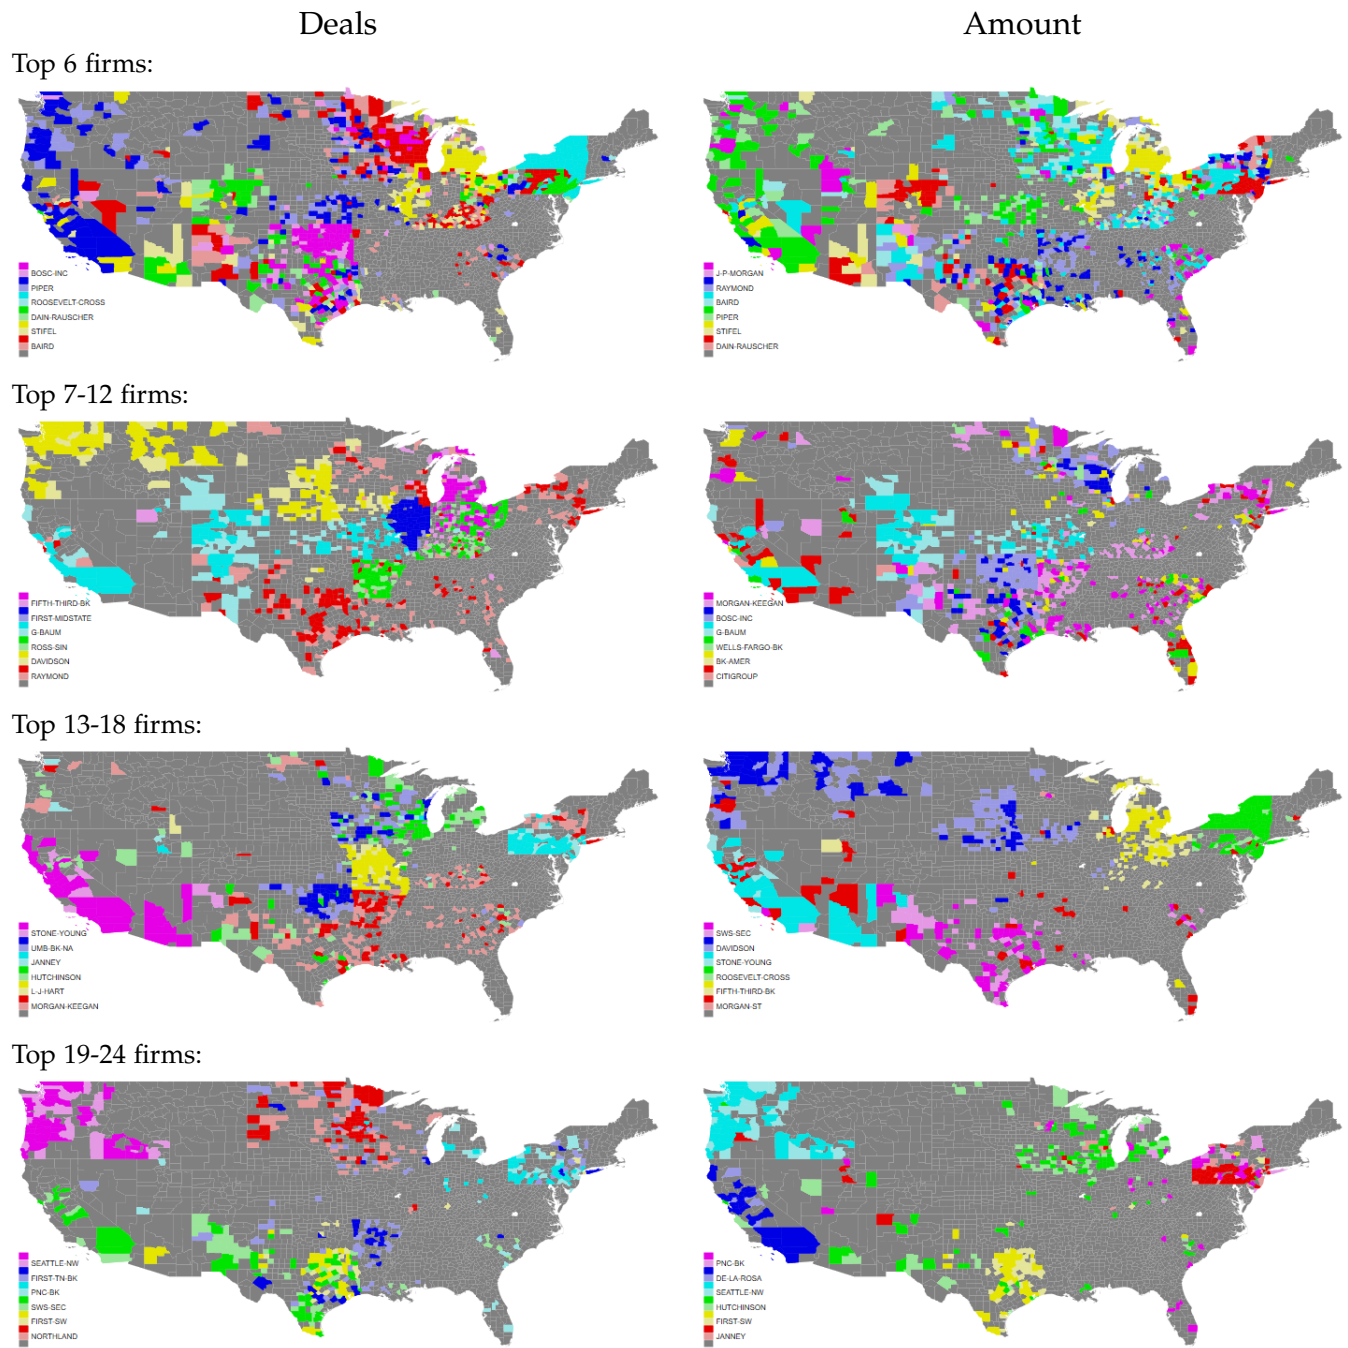 Deals
Amount
Top 6 firms:
BOSC-INC
PIPER
ROOSEVELT-CROSS
DAIN-RAUSCHER
STIFEL
BAIRD
J-P-MORGAN
RAYMOND
BAIRD
PIPER
STIFEL
DAIN-RAUSCHER
Top 7-12 firms:
FIFTH-THIRD-BK
FIRST-MIDSTATE
G-BAUM
ROSS-SIN
DAVIDSON
RAYMOND
MORGAN-KEEGAN
BOSC-INC
G-BAUM
WELLS-FARGO-BK
BK-AMER
CITIGROUP
Top 13-18 firms:
STONE-YOUNG
UMB-BK-NA
JANNEY
HUTCHINSON
L-J-HART
MORGAN-KEEGAN
SWS-SEC
DAVIDSON
STONE-YOUNG
ROOSEVELT-CROSS
FIFTH-THIRD-BK
MORGAN-ST
Top 19-24 firms:
SEATTLE-NW
FIRST-TN-BK
PNC-BK
SWS-SEC
FIRST-SW
NORTHLAND
PNC-BK
DE-LA-ROSA
SEATTLE-NW
HUTCHINSON
FIRST-SW
JANNEY